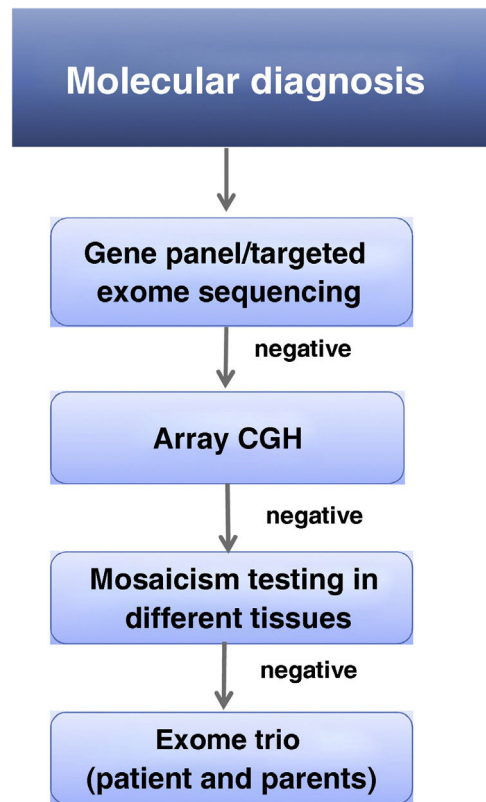 Molecular diagnosis
Gene panel/targeted
exome sequencing
negative
Array CGH
negative
Mosaicism testing in
different tissues
negative
Exome trio
(patient and parents)